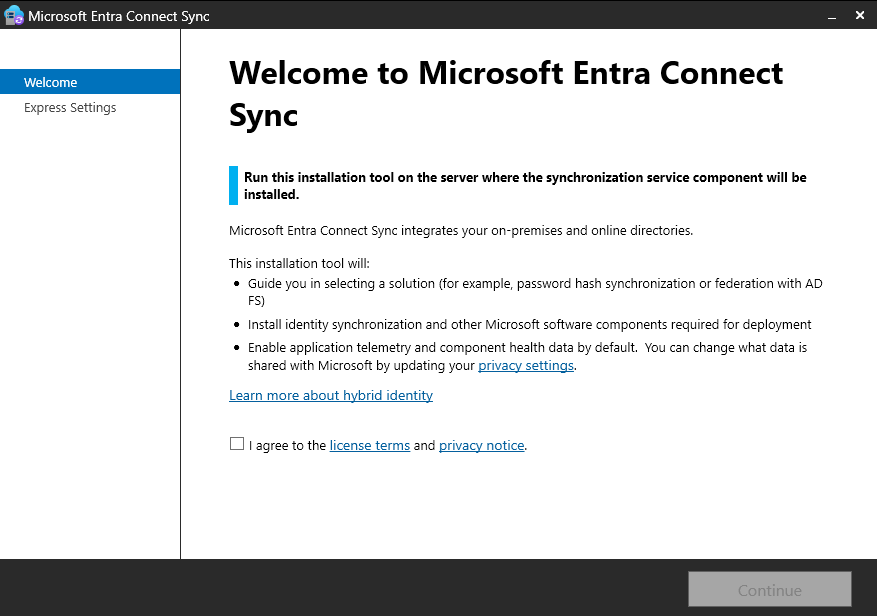 Microsoft Entra Connect Sync
Welcome
Express Settings
Welcome to Microsoft Entra Connect
Sync
Run this installation tool on the server where the synchronization service component will be
installed.
Microsoft Entra Connect Sync integrates your on-premises and online directories.
This installation tool will:
• Guide you in selecting a solution (for example, password hash synchronization or federation with AD
FS)
• Install identity synchronization and other Microsoft software components required for deployment
• Enable application telemetry and component health data by default.  You can change what data is
shared with Microsoft by updating your privacy settings.
Learn more about hybrid identity
I agree to the license terms and privacy notice.
Continue